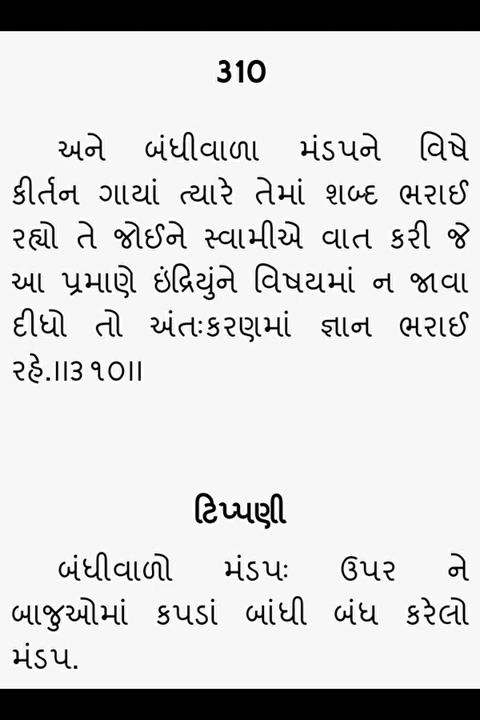 310
અને બંધીવાળા મંડપને વિષે
કીર્તન ગાયાં ત્યારે તેમાં શબ્દ ભરાઈ
રહ્યો તે જોઈને સ્વામીએ વાત કરી જે
આ પ્રમાણે ઇંદ્રિયુંને વિષયમાં ન જાવા
દીધો તો અંતઃકરણમાં જ્ઞાન ભરાઈ
રહે.॥૩૧૦॥
ટિપ્પણી
બંધીવાળો મંડપઃ ઉપર ને
બાજુઓમાં કપડાં બાંધી બંધ કરેલો
મંડપ.